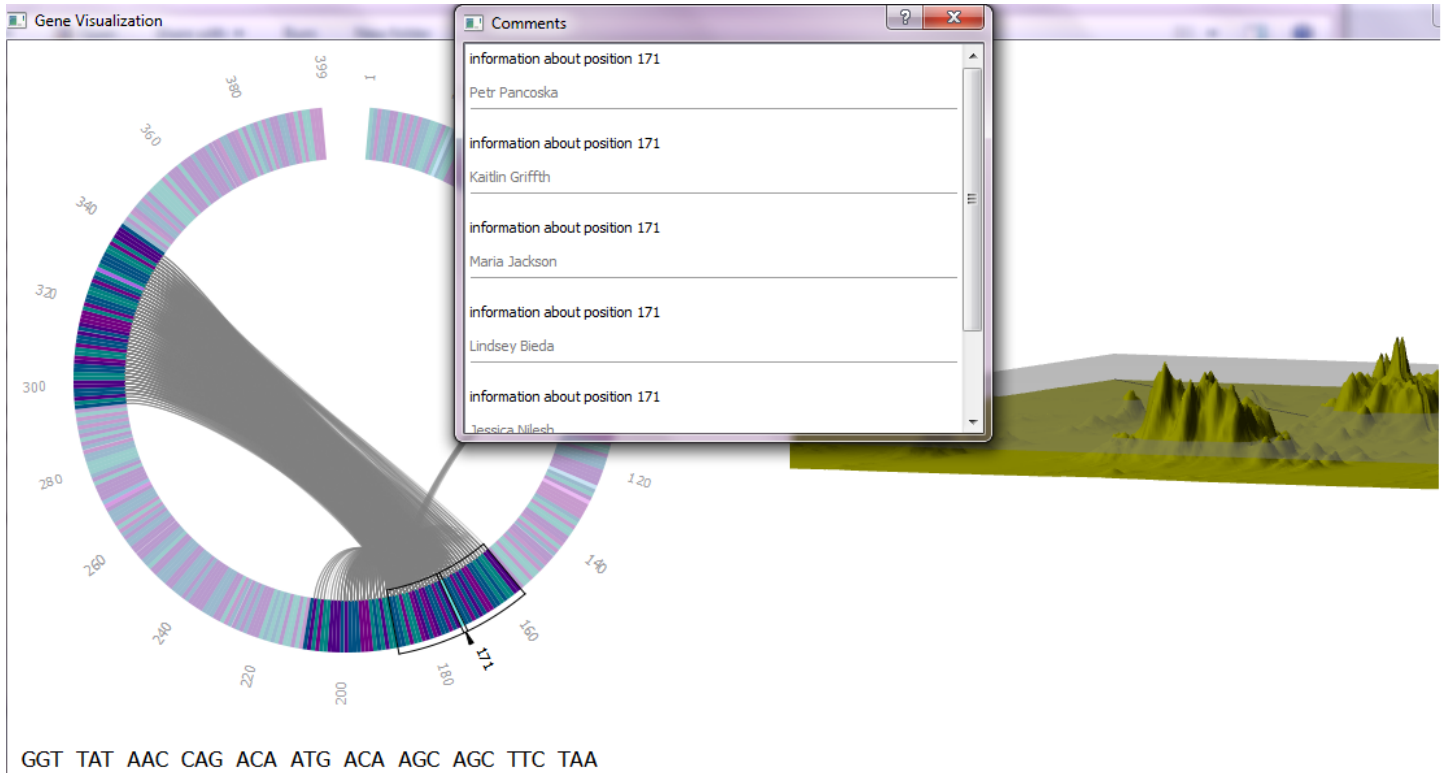 Gene Visualization
Comments
?
X
information about position 171
Petr Pancoska
information about position 171
Kaitlin Griffth
information about position 171
Maria Jackson
information about position 171
Lindsey Bieda
information about position 171
Jessica Nilesh
399
1
380
360
340
320
300
280
260
240
220
200
180
171
160
140
120
GGT TAT AAC CAG ACA ATG ACA AGC AGC TTC TAA